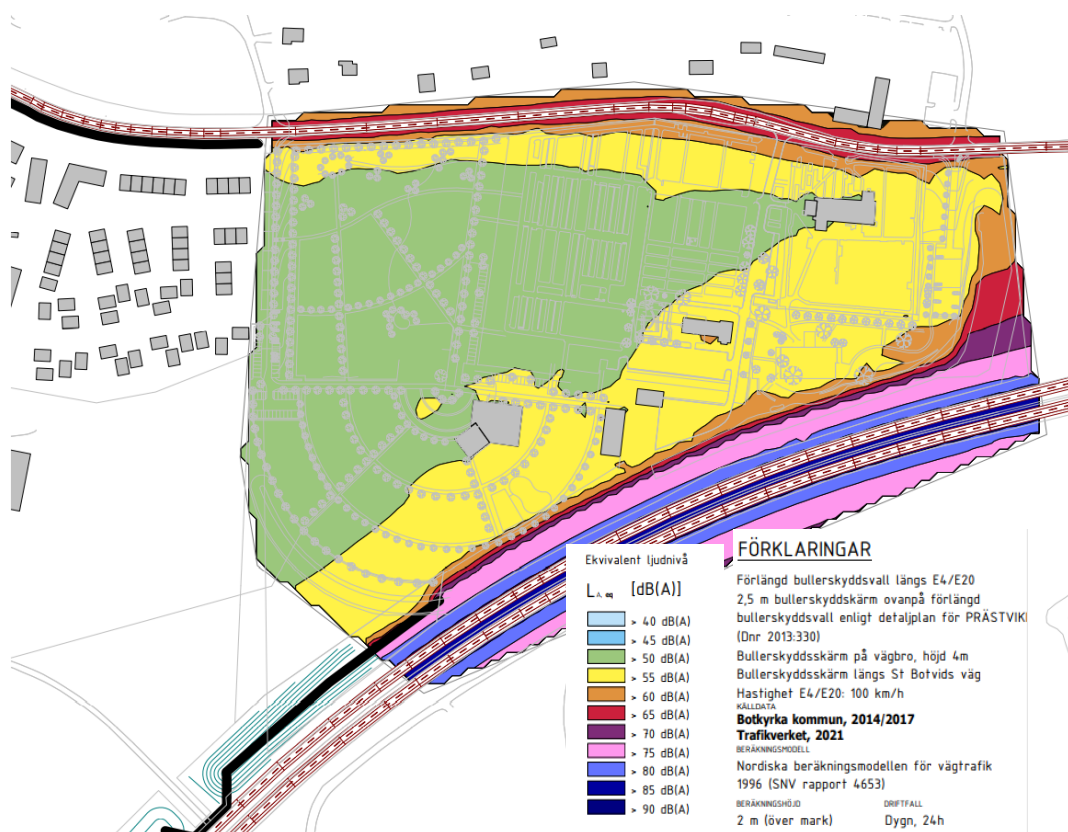 Ekvivalent ljudnivå
LA, eq [dB(A)]
> 40 dB(A)
> 45 dB(A)
> 50 dB(A)
> 55 dB(A)
> 60 dB(A)
> 65 dB(A)
> 70 dB(A)
> 75 dB(A)
> 80 dB(A)
> 85 dB(A)
> 90 dB(A)
FÖRKLARINGAR
Förlängd bullerskyddsvall längs E4/E20
2,5 m bullerskyddskärm ovanpå förlängd
bullerskyddsvall enligt detaljplan för PRÄSTVIK
(Dnr 2013:330)
Bullerskyddsskärm på vägbro, höjd 4m
Bullerskyddsskärm längs St Botvids väg
Hastighet E4/E20: 100 km/h
KÄLLDATA
Botkyrka kommun, 2014/2017
Trafikverket, 2021
BERÄKNINGSMODELL
Nordiska beräkningsmodellen för vägtrafik
1996 (SNV rapport 4653)
BERÄKNINGSHÖJD DRIFTFALL
2 m (över mark) Dygn, 24h